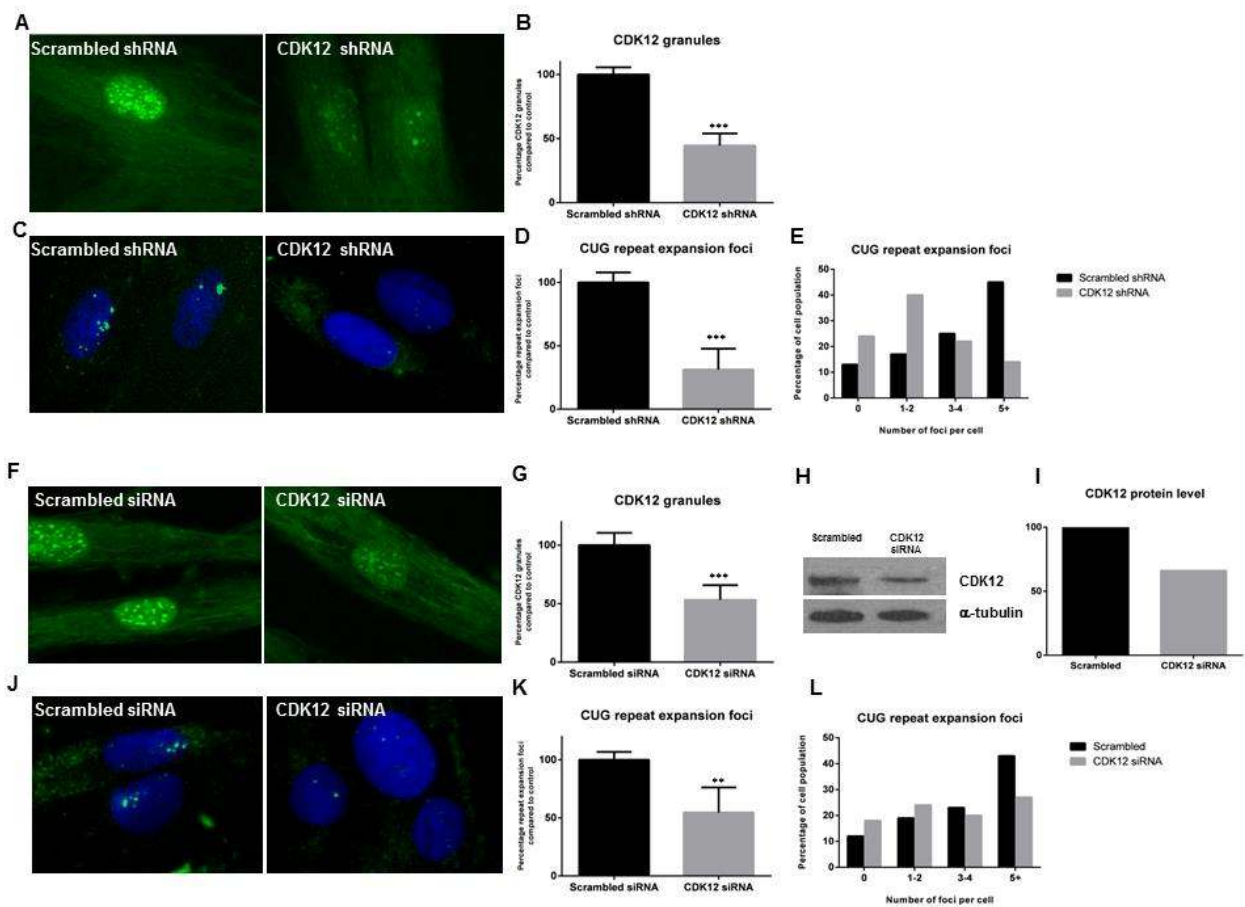 A
Scrambled shRNA
CDK12 shRNA
B
CDK12 granules
Percentage CDK12 granules
compared to control
100
50
0
***
Scrambled shRNA
CDK12 shRNA
C
Scrambled shRNA
CDK12 shRNA
D
CUG repeat expansion foci
Percentage repeat expansion foci
compared to control
100
50
0
***
Scrambled shRNA
CDK12 shRNA
E
CUG repeat expansion foci
Percentage of cell population
50
40
30
20
10
0
0
1-2
3-4
5+
Number of foci per cell
Scrambled shRNA
CDK12 shRNA
F
Scrambled siRNA
CDK12 siRNA
G
CDK12 granules
Percentage CDK12 granules
compared to control
100
50
0
***
Scrambled siRNA
CDK12 siRNA
H
Scrambled
CDK12
siRNA
CDK12
α-tubulin
I
CDK12 protein level
100
50
0
Scrambled
CDK12 siRNA
J
Scrambled siRNA
CDK12 siRNA
K
CUG repeat expansion foci
Percentage repeat expansion foci
compared to control
100
50
0
**
Scrambled siRNA
CDK12 siRNA
L
CUG repeat expansion foci
Percentage of cell population
50
40
30
20
10
0
0
1-2
3-4
5+
Number of foci per cell
Scrambled
CDK12 siRNA